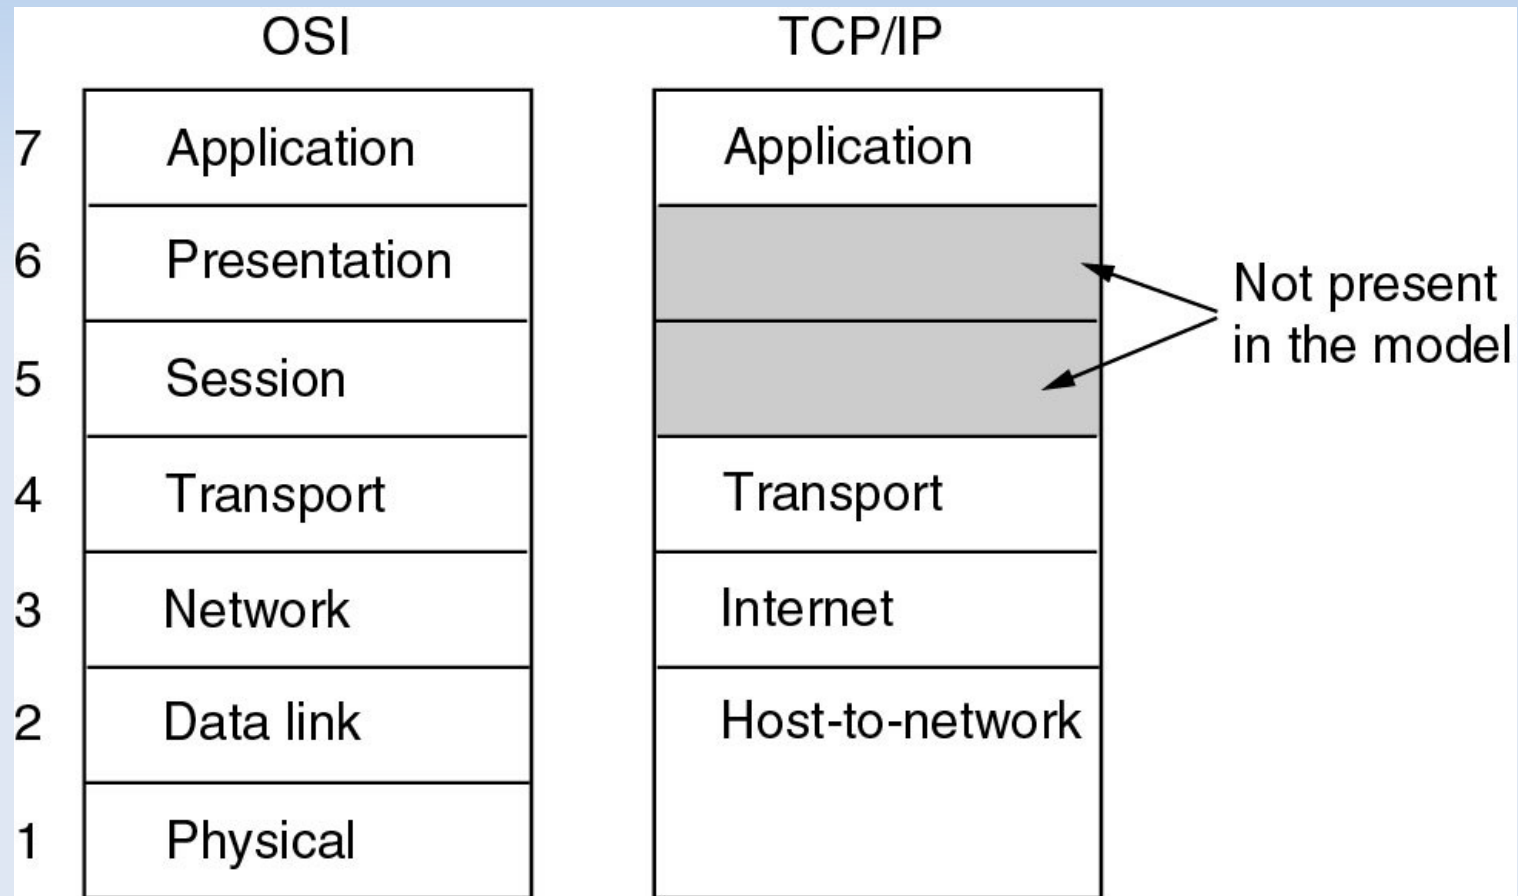 OSI TCP/IP
7 Application Application
6 Presentation
Not present
in the model
5 Session
4 Transport Transport
3 Network Internet
2 Data link Host-to-network
1 Physical